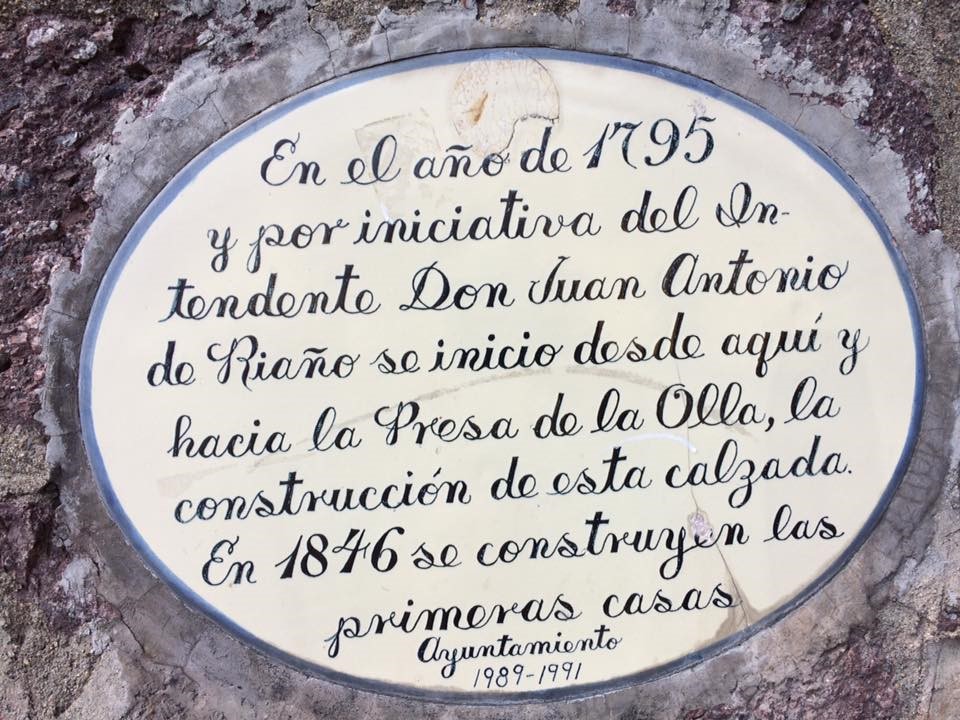 En el año de 1795
y por iniciativa del In-
tendente Don Juan Antonio
de Riaño se inicio desde aquí y
hacia la Presa de la Olla, la
construcción de esta calzada.
En 1846 se construyen las
primeras casas
Ayuntamiento
1989-1991